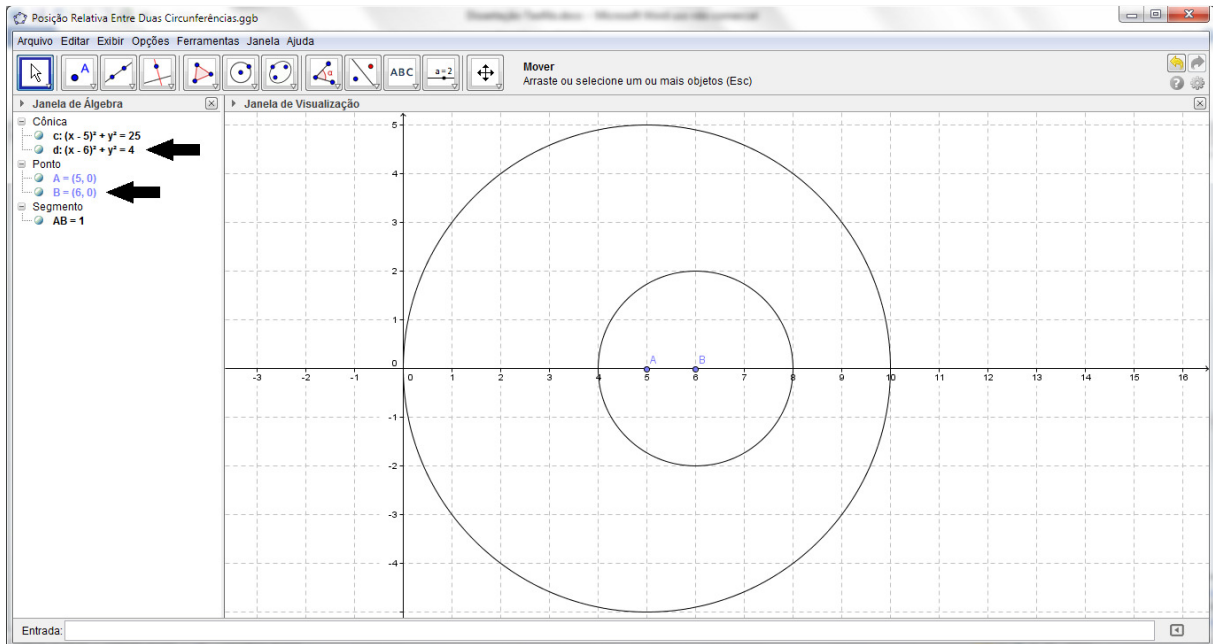 Posição Relativa Entre Duas Circunferências.ggb
Arquivo Editar Exibir Opções Ferramentas Janela Ajuda
A
α
ABC
a=2
Mover
Arraste ou selecione um ou mais objetos (Esc)
Janela de Álgebra
Janela de Visualização
Cônica
c: (x - 5)² + y² = 25
d: (x - 6)² + y² = 4
Ponto
A = (5, 0)
B = (6, 0)
Segmento
AB = 1
5
4
3
2
1
0
-1
-2
-3
-4
-3 -2 -1 0 1 2 3 4 5 6 7 8 9 10 11 12 13 14 15 16
A B
Entrada: